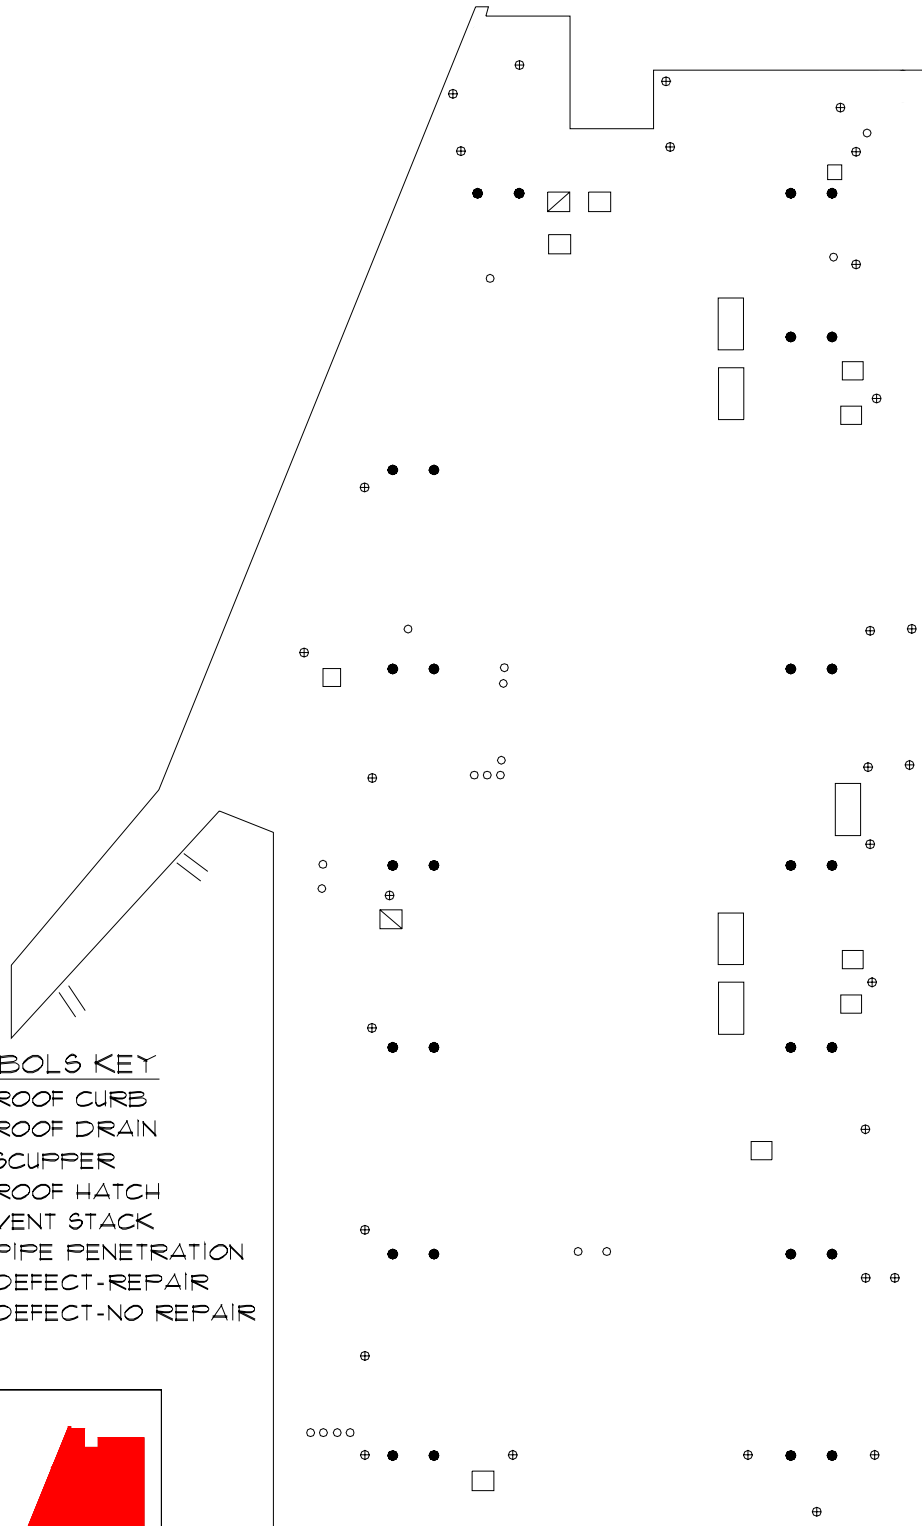 BOLS KEY
ROOF CURB
ROOF DRAIN
SCUPPER
ROOF HATCH
VENT STACK
PIPE PENETRATION
DEFECT-REPAIR
DEFECT-NO REPAIR